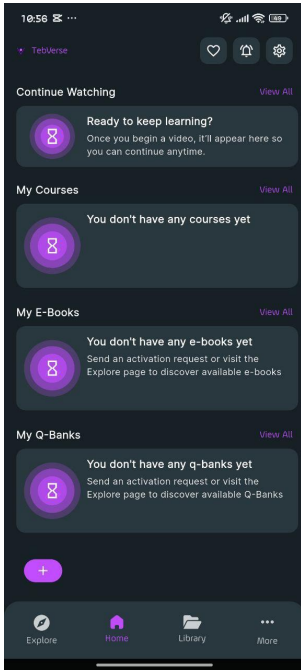 10:56
69
TebVerse
Continue Watching
View All
Ready to keep learning?
Once you begin a video, it'll appear here so
you can continue anytime.
My Courses
View All
You don't have any courses yet
My E-Books
View All
You don't have any e-books yet
Send an activation request or visit the
Explore page to discover available e-books
My Q-Banks
View All
You don't have any q-banks yet
Send an activation request or visit the
Explore page to discover available Q-Banks
+
Explore
Home
Library
More